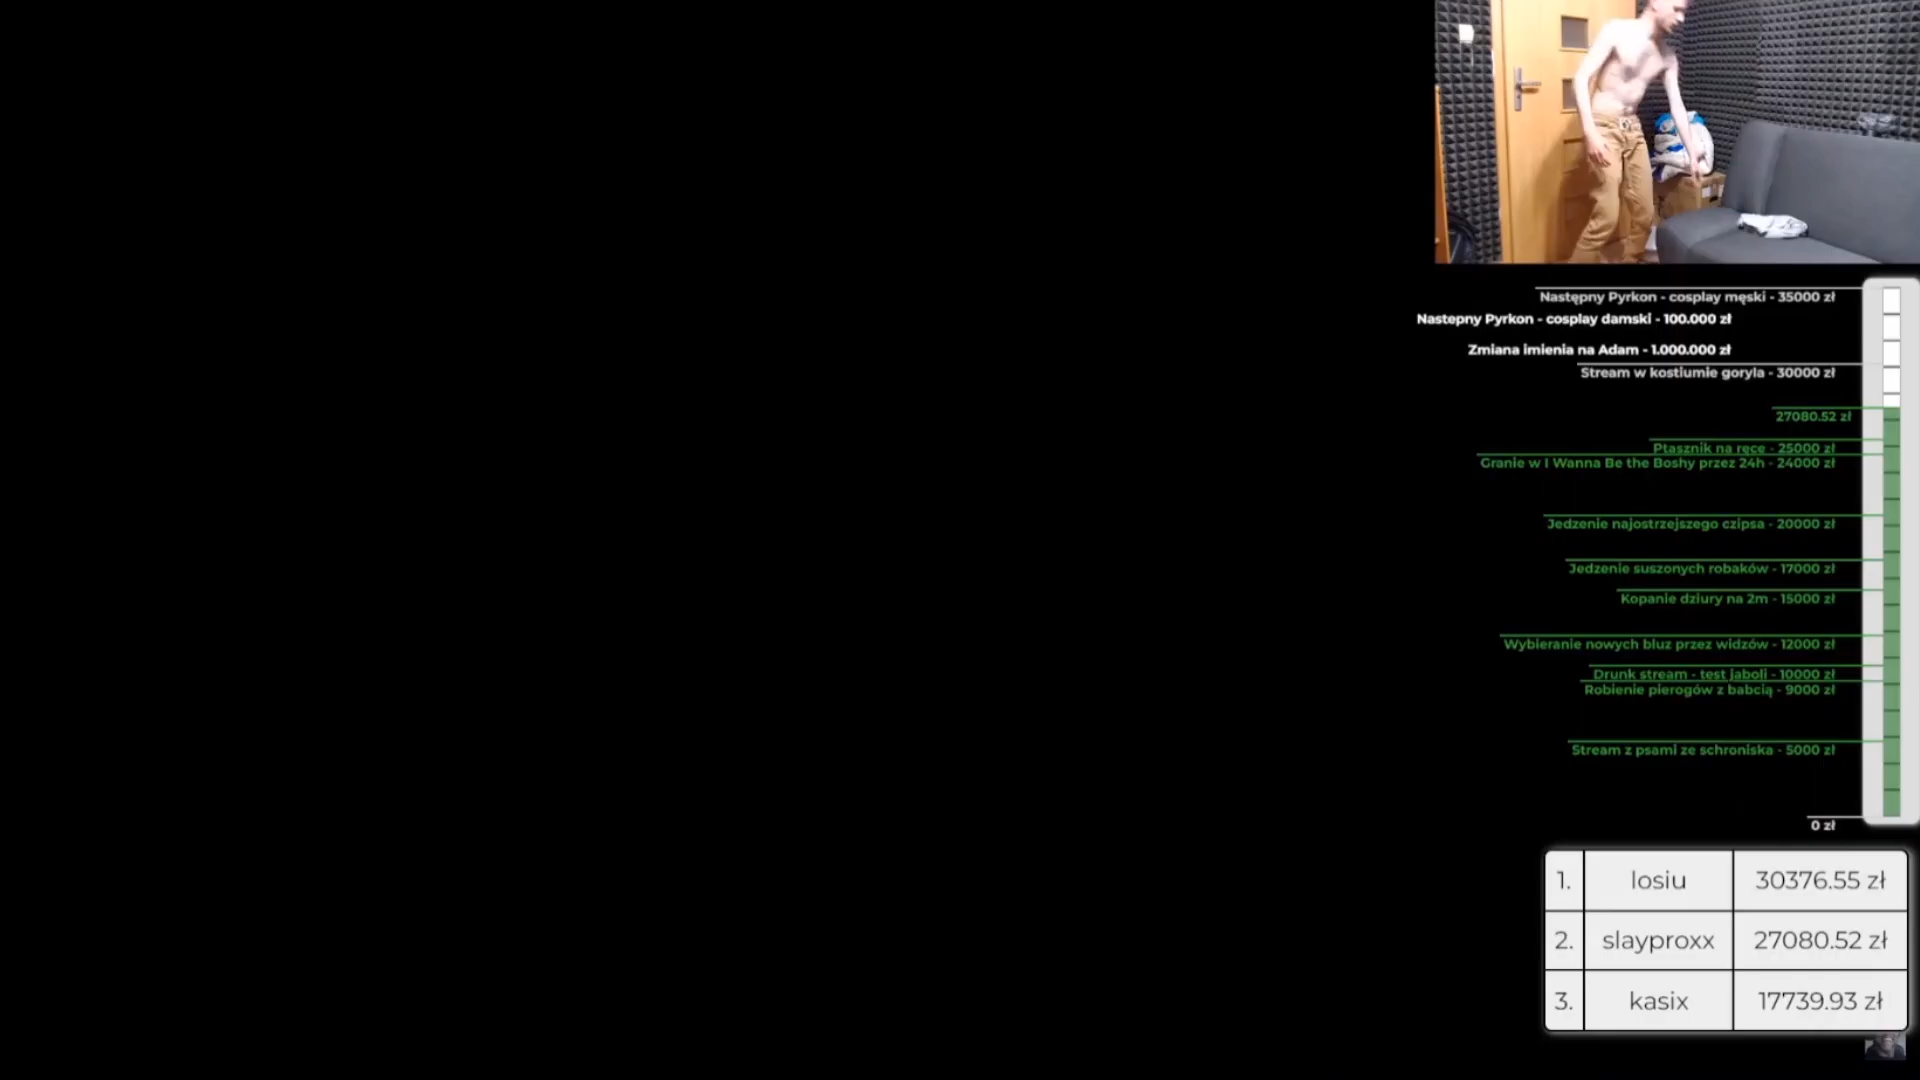 Następny Pyrkon - cosplay męski - 35000 zł
Nastepny Pyrkon - cosplay damski - 100.000 zł
Zmiana imienia na Adam - 1.000.000 zł
Stream w kostiumie goryla - 30000 zł
27080.52 zł
Ptasznik na ręce - 25000 zł
Granie w I Wanna Be the Boshy przez 24h - 24000 zł
Jedzenie najostrzejszego czipsa - 20000 zł
Jedzenie suszonych robaków - 17000 zł
Kopanie dziury na 2m - 15000 zł
Wybieranie nowych bluz przez widzów - 12000 zł
Drunk stream - test jaboli - 10000 zł
Robienie pierogów z babcią - 9000 zł
Stream z psami ze schroniska - 5000 zł
0 zł
1. losiu 30376.55 zł
2. slayproxx 27080.52 zł
3. kasix 17739.93 zł